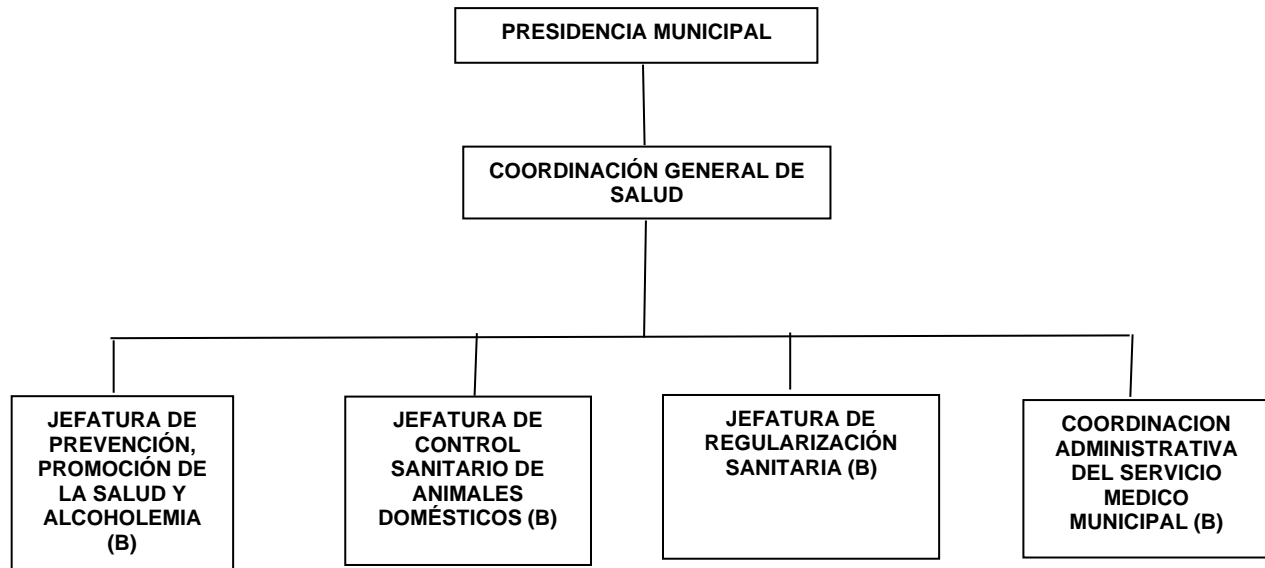 PRESIDENCIA MUNICIPAL
COORDINACIÓN GENERAL DE
SALUD
JEFATURA DE
PREVENCIÓN,
PROMOCIÓN DE
LA SALUD Y
ALCOHOLEMIA
(B)
JEFATURA DE
CONTROL
SANITARIO DE
ANIMALES
DOMÉSTICOS (B)
JEFATURA DE
REGULARIZACIÓN
SANITARIA (B)
COORDINACION
ADMINISTRATIVA
DEL SERVICIO
MEDICO
MUNICIPAL (B)